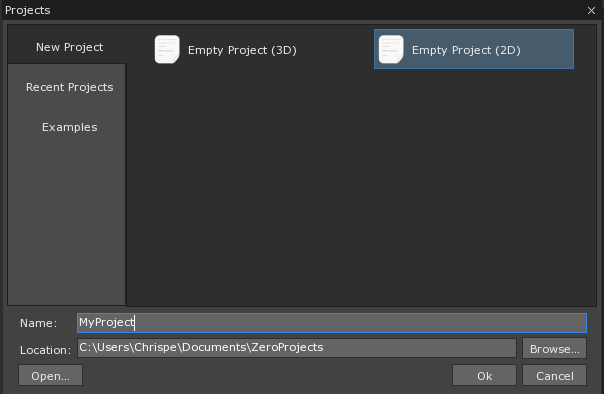 Projects
New Project
Empty Project (3D)
Empty Project (2D)
Recent Projects
Examples
Name: MyProject
Location: C:\Users\Chrispe\Documents\ZeroProjects Browse...
Open... Ok Cancel